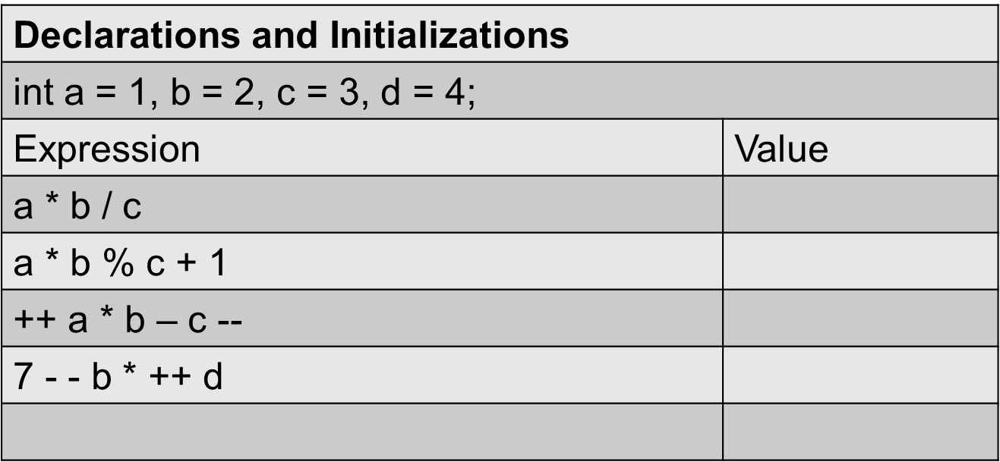 Declarations and Initializations
int a = 1, b = 2, c = 3, d = 4;
Expression Value
a * b / c
a * b % c + 1
++ a * b – c --
7 - - b * ++ d